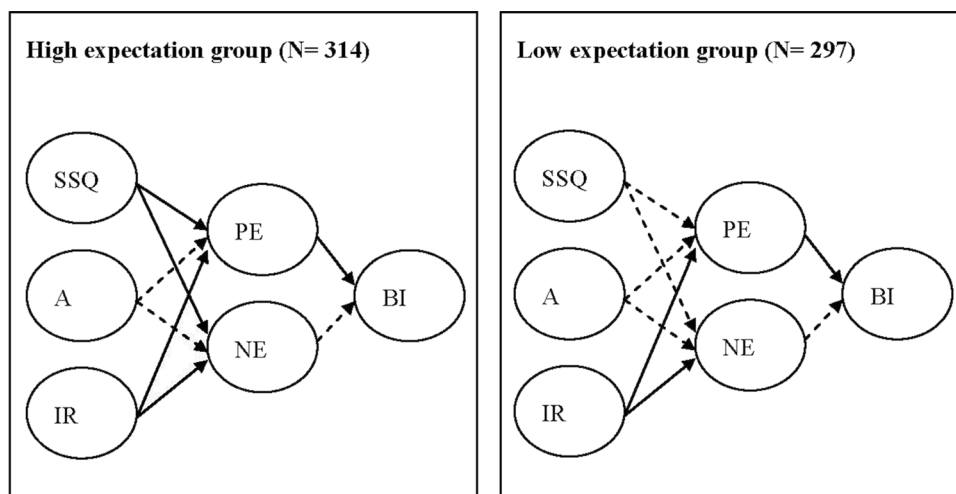 High expectation group (N= 314)
SSQ
PE
A
BI
NE
IR
Low expectation group (N= 297)
SSQ
PE
A
BI
NE
IR